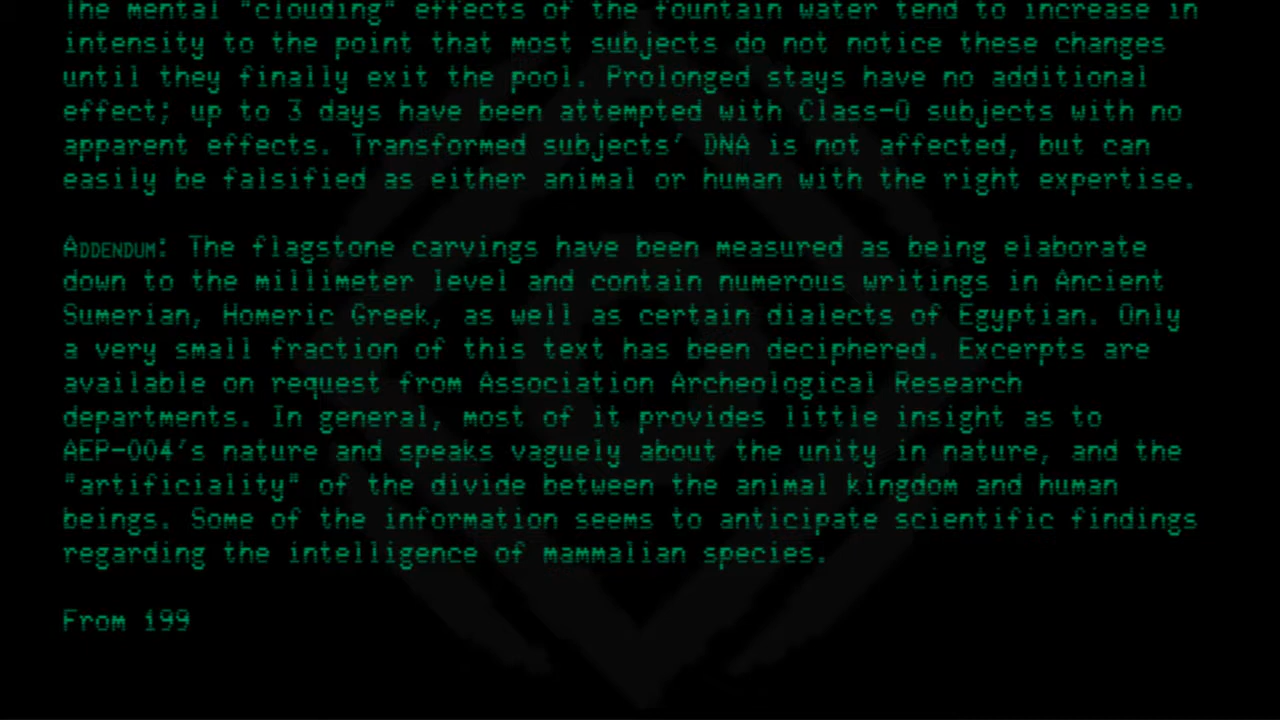 The mental "clouding" effects of the fountain water tend to increase in
intensity to the point that most subjects do not notice these changes
until they finally exit the pool. Prolonged stays have no additional
effect; up to 3 days have been attempted with Class-O subjects with no
apparent effects. Transformed subjects' DNA is not affected, but can
easily be falsified as either animal or human with the right expertise.
ADDENDUM: The flagstone carvings have been measured as being elaborate
down to the millimeter level and contain numerous writings in Ancient
Sumerian, Homeric Greek, as well as certain dialects of Egyptian. Only
a very small fraction of this text has been deciphered. Excerpts are
available on request from Association Archeological Research
departments. In general, most of it provides little insight as to
AEP-004's nature and speaks vaguely about the unity in nature, and the
"artificiality" of the divide between the animal kingdom and human
beings. Some of the information seems to anticipate scientific findings
regarding the intelligence of mammalian species.
From 199